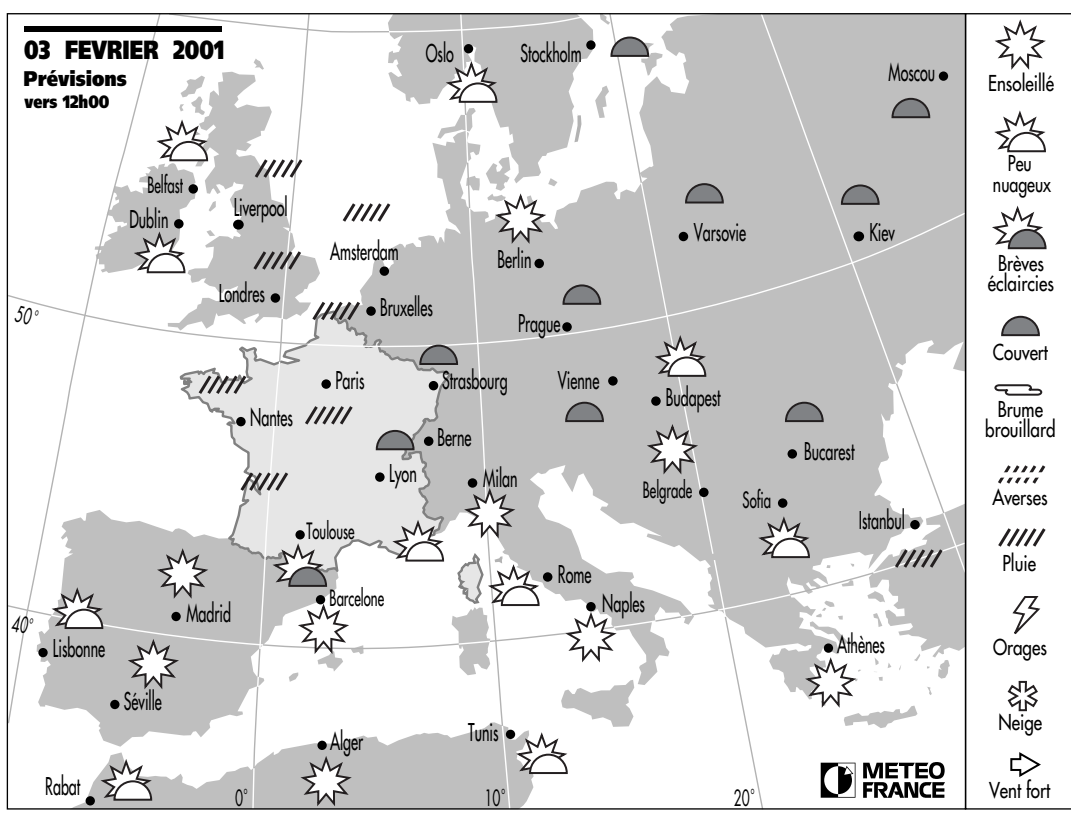 03 FEVRIER 2001
Prévisions
vers 12h00
Oslo
Stockholm
Moscou
Belfast
Dublin
Liverpool
Amsterdam
Londres
Bruxelles
Berlin
Varsovie
Kiev
Prague
50°
Paris
Strasbourg
Vienne
Budapest
Nantes
Berne
Lyon
Milan
Bucarest
Belgrade
Sofia
Istanbul
Toulouse
Barcelone
Rome
Naples
Madrid
40°
Lisbonne
Athènes
Séville
Alger
Tunis
Rabat
0°
10°
20°
METEO
FRANCE
Ensoleillé
Peu
nuageux
Brèves
éclaircies
Couvert
Brume
brouillard
Averses
Pluie
Orages
Neige
Vent fort